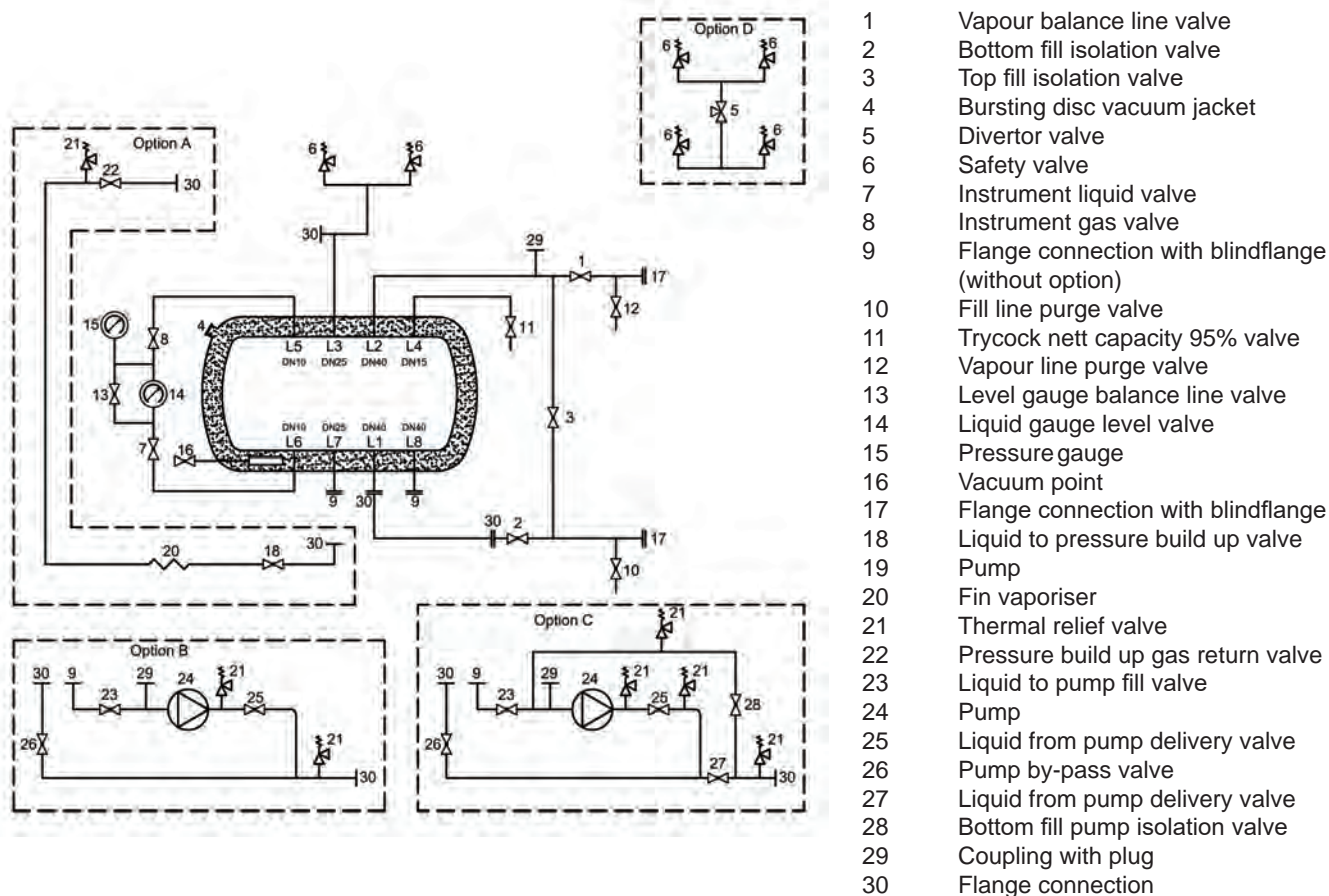 Option D
6 6
5
6 6
Option A
21
22
30
6 6
30
29
1
17
12
15
4
8
11
L5 L3 L2 L4
DN10 DN25 DN40 DN15
13
14
3
DN10 DN25 DN40 DN40
L6 L7 L1 L8
7
16
9 30 9
30 2
17
10
20 18 30
Option B
30 9 29 24 21
23 25
26
21
30
Option C
21
30 9 29 24 21 21
23 25
28
26
27
21
30
1 Vapour balance line valve
2 Bottom fill isolation valve
3 Top fill isolation valve
4 Bursting disc vacuum jacket
5 Divertor valve
6 Safety valve
7 Instrument liquid valve
8 Instrument gas valve
9 Flange connection with blindflange
(without option)
10 Fill line purge valve
11 Trycock nett capacity 95% valve
12 Vapour line purge valve
13 Level gauge balance line valve
14 Liquid gauge level valve
15 Pressure gauge
16 Vacuum point
17 Flange connection with blindflange
18 Liquid to pressure build up valve
19 Pump
20 Fin vaporiser
21 Thermal relief valve
22 Pressure build up gas return valve
23 Liquid to pump fill valve
24 Pump
25 Liquid from pump delivery valve
26 Pump by-pass valve
27 Liquid from pump delivery valve
28 Bottom fill pump isolation valve
29 Coupling with plug
30 Flange connection